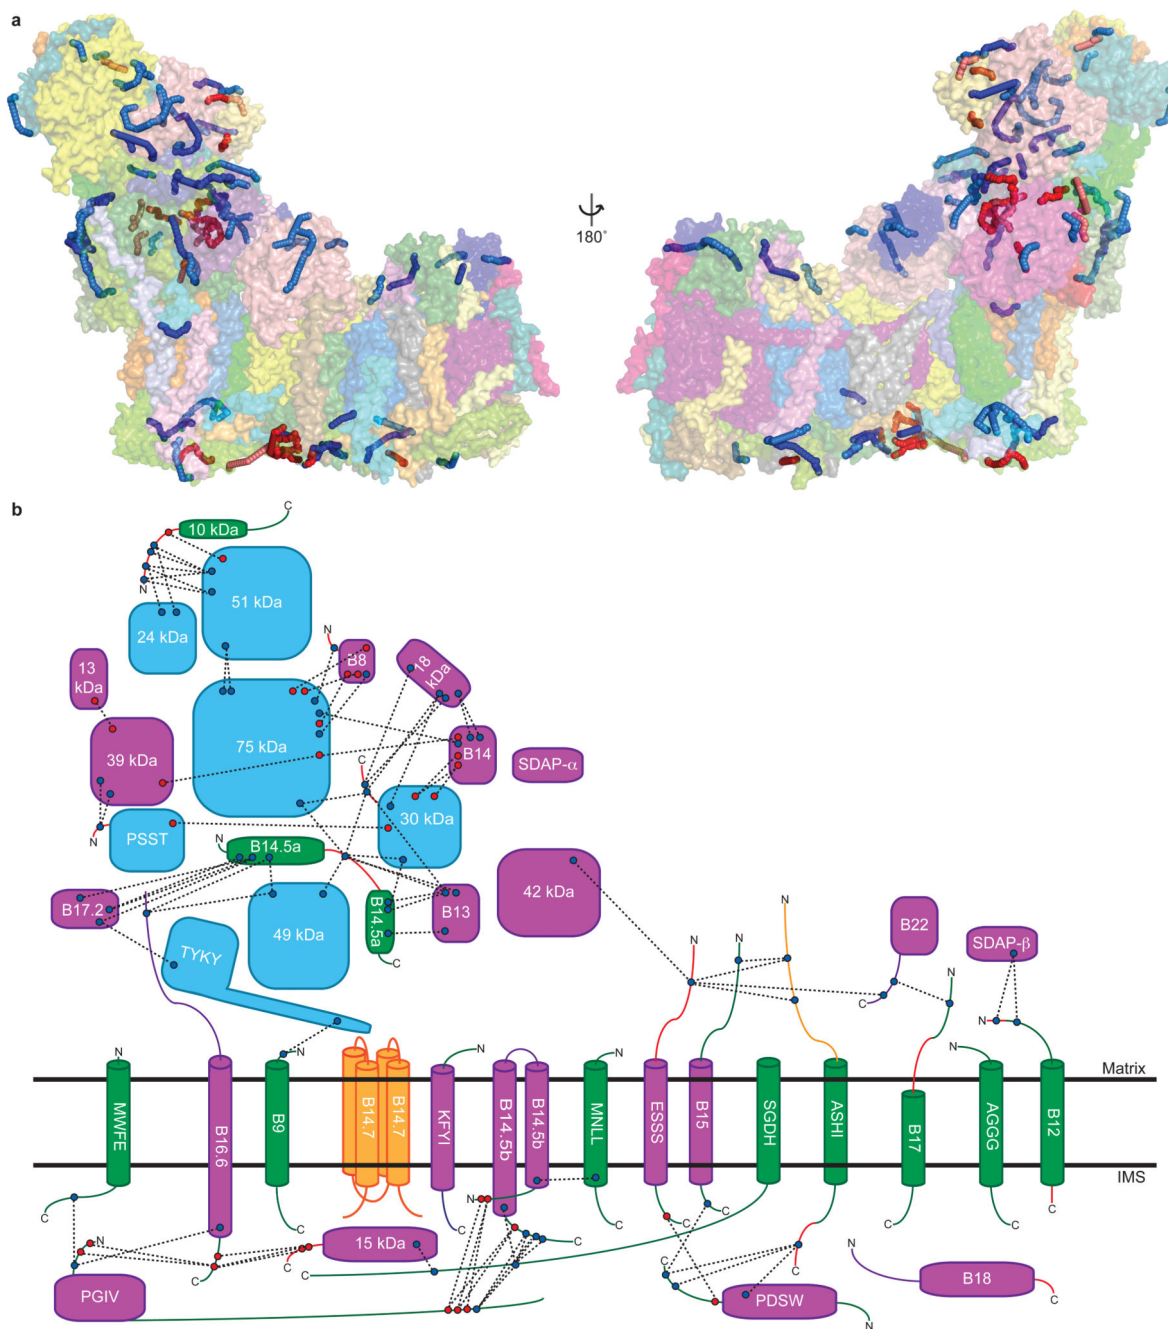 a
180°
b
10 kDa
C
N
51 kDa
24 kDa
N
B8
18
kDa
13
kDa
39 kDa
75 kDa
B14
SDAP-α
C
30 kDa
N
PSST
N
B14.5a
B17.2
49 kDa
B14.5a
B13
42 kDa
C
TYKY
N
B22
SDAP-β
N
N
N
C
N
N
N
N
N
Matrix
MWFE
B16.6
B9
B14.7
B14.7
KFYI
B14.5b
B14.5b
MNLL
ESSS
B15
SGDH
ASHI
B17
AGGG
B12
IMS
C
C
N
C
C
C
C
C
C
C
C
N
C
C
15 kDa
C
C
C
N
B18
C
PGIV
PDSW
N